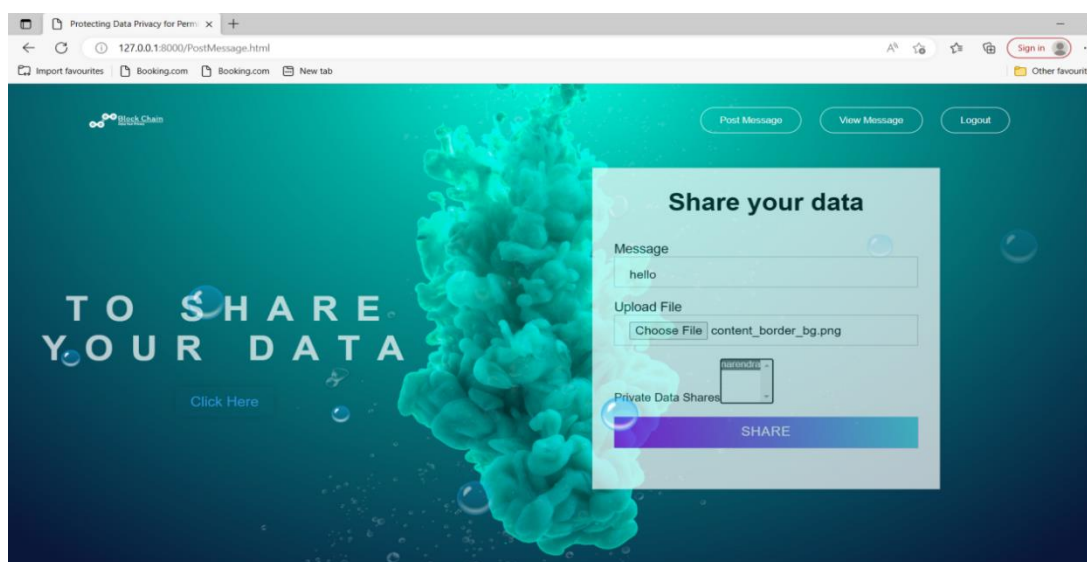 Protecting Data Privacy for Permi
127.0.0.1:8000/PostMessage.html
Sign in
Import favourites
Booking.com
Booking.com
New tab
Other favourit
Block Chain
Post Message
View Message
Logout
Share your data
Message
hello
Upload File
Choose File content_border_bg.png
TO SHARE
YOUR DATA
Click Here
narendra
Private Data Shares
SHARE